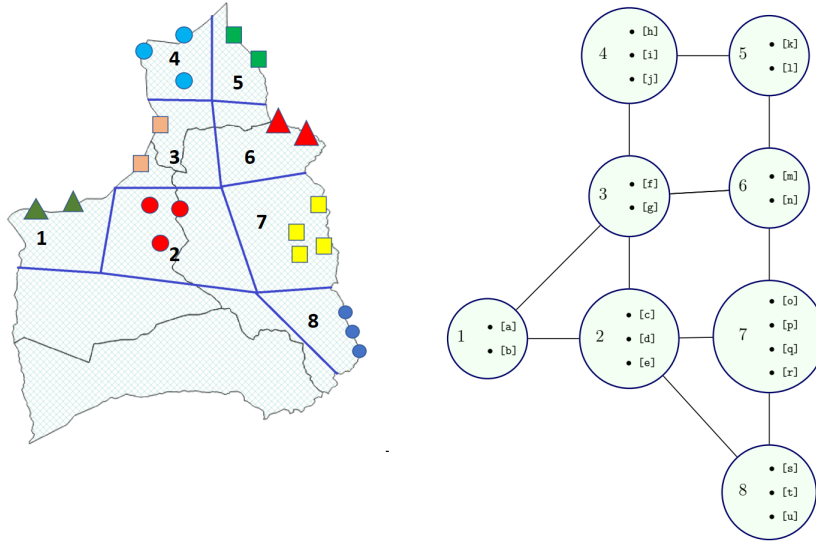 4
5
3
6
1
2
7
8
4
[h]
[i]
[j]
5
[k]
[l]
3
[f]
[g]
6
[m]
[n]
1
[a]
[b]
2
[c]
[d]
[e]
7
[o]
[p]
[q]
[r]
8
[s]
[t]
[u]